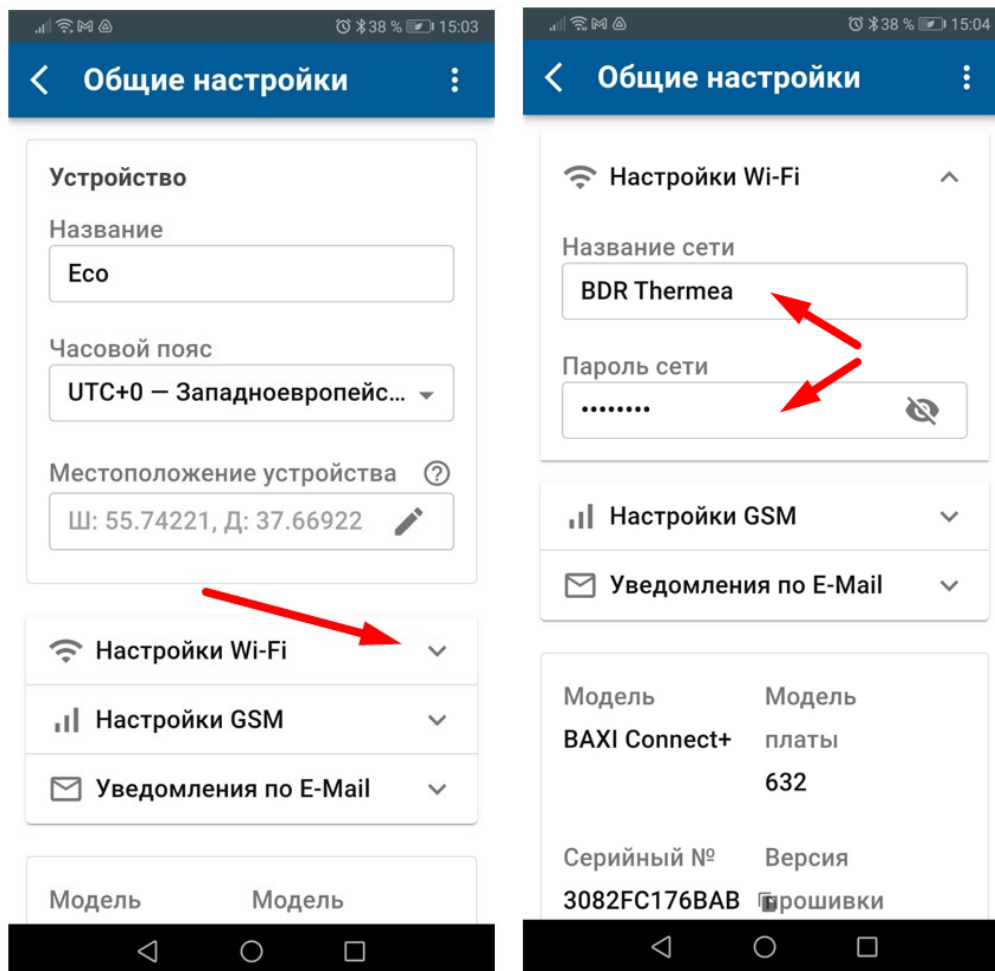 38 % 15:03
Общие настройки
Устройство
Название
Eco
Часовой пояс
UTC+0 — Западноевропейс...
Местоположение устройства
Ш: 55.74221, Д: 37.66922
Настройки Wi-Fi
Настройки GSM
Уведомления по E-Mail
Модель Модель
38 % 15:04
Общие настройки
Настройки Wi-Fi
Название сети
BDR Thermea
Пароль сети
••••••••
Настройки GSM
Уведомления по E-Mail
Модель Модель
BAXI Connect+ платы
632
Серийный № Версия
3082FC176BAB прошивки